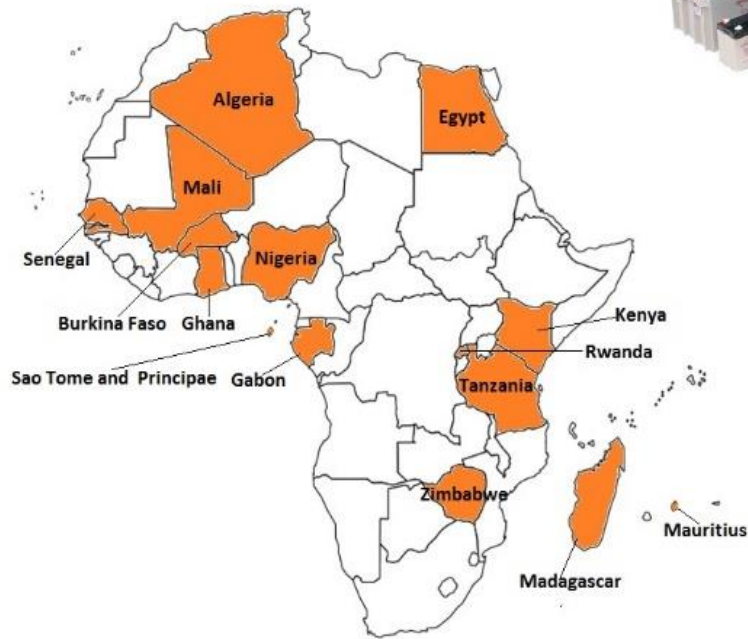 Algeria
Egypt
Mali
Senegal
Nigeria
Burkina Faso
Ghana
Kenya
Rwanda
Sao Tome and Principae
Gabon
Tanzania
Zimbabwe
Mauritius
Madagascar